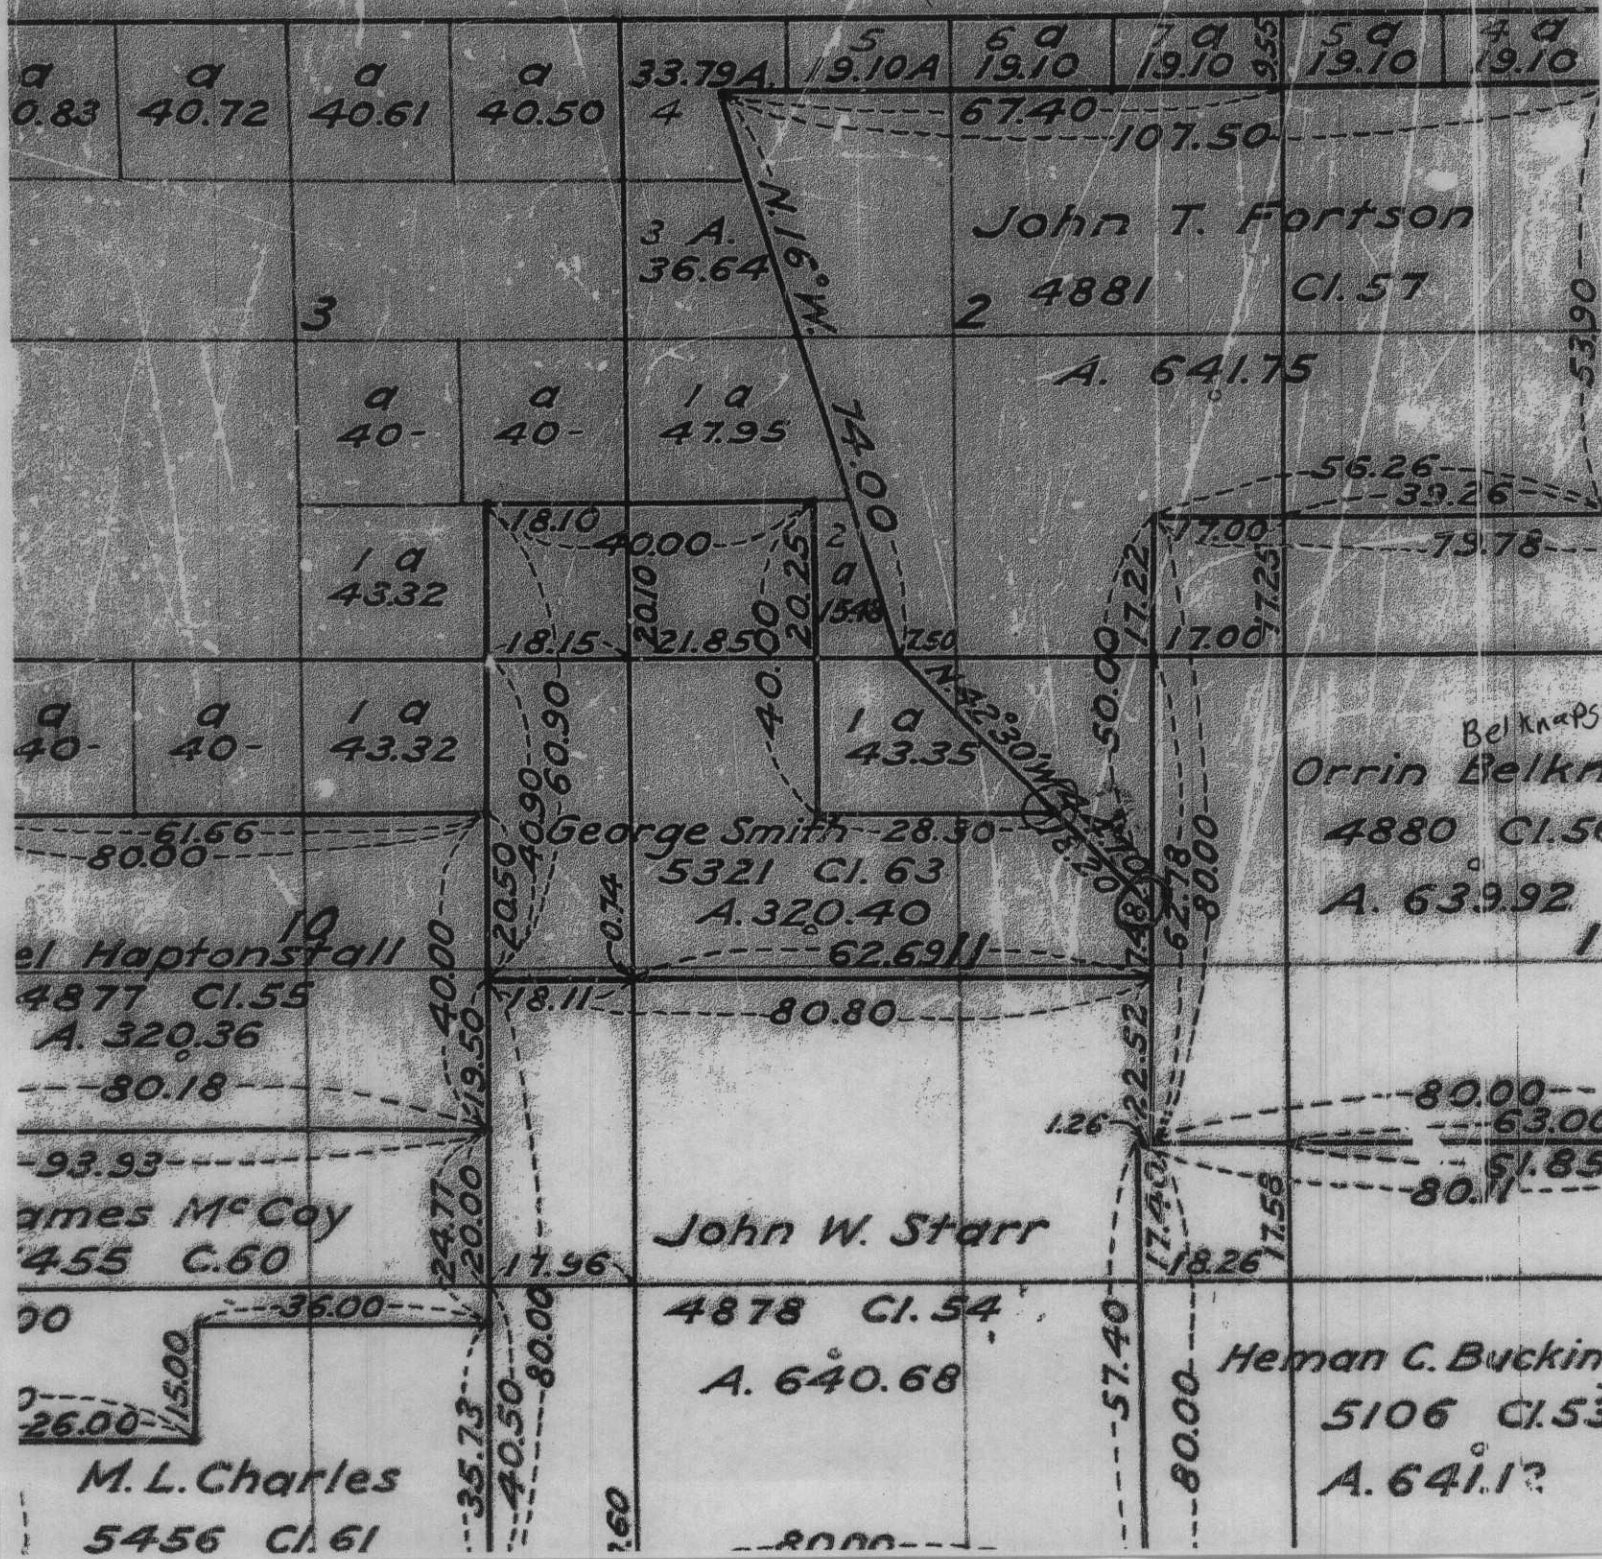 a
0.83
a
40.72
a
40.61
a
40.50
33.79A.
4
5
19.10A
6 a
19.10
7 a
19.10
9.55
5 a
19.10
4 a
19.10
67.40
107.50
3 A.
36.64
N.16°W.
John T. Fortson
4881 Cl.57
A. 641.75
53.90
3
2
a
40-
a
40-
1 a
47.95
74.00
56.26
39.26
17.00
79.78
18.10
40.00
1 a
43.32
20.10
20.25
2
a
15.48
17.22
17.25
18.15
21.85
7.50
17.00
40.00
50.00
a
40-
a
40-
1 a
43.32
60.90
40.90
1 a
43.35
N.42°30'W.
Belknaps
Orrin Belkn
4880 Cl.5
A. 639.92
1
61.66
80.00
20.50
George Smith
28.30
5321 Cl. 63
A. 320.40
0.74
62.69
62.78
80.00
10
el Haptonstall
4877 Cl.55
A. 320.36
40.00
19.50
18.11
80.80
22.52
80.18
93.93
1.26
80.00
63.00
61.85
80.11
ames McCoy
455 C.60
24.77
20.00
17.96
John W. Starr
4878 Cl. 54
A. 640.68
17.40
18.26
17.58
00
36.00
15.00
26.00
80.00
57.40
80.00
Heman C. Buckin
5106 Cl.53
A. 641.1
M. L. Charles
5456 Cl. 61
35.73
40.50
.60
80.00